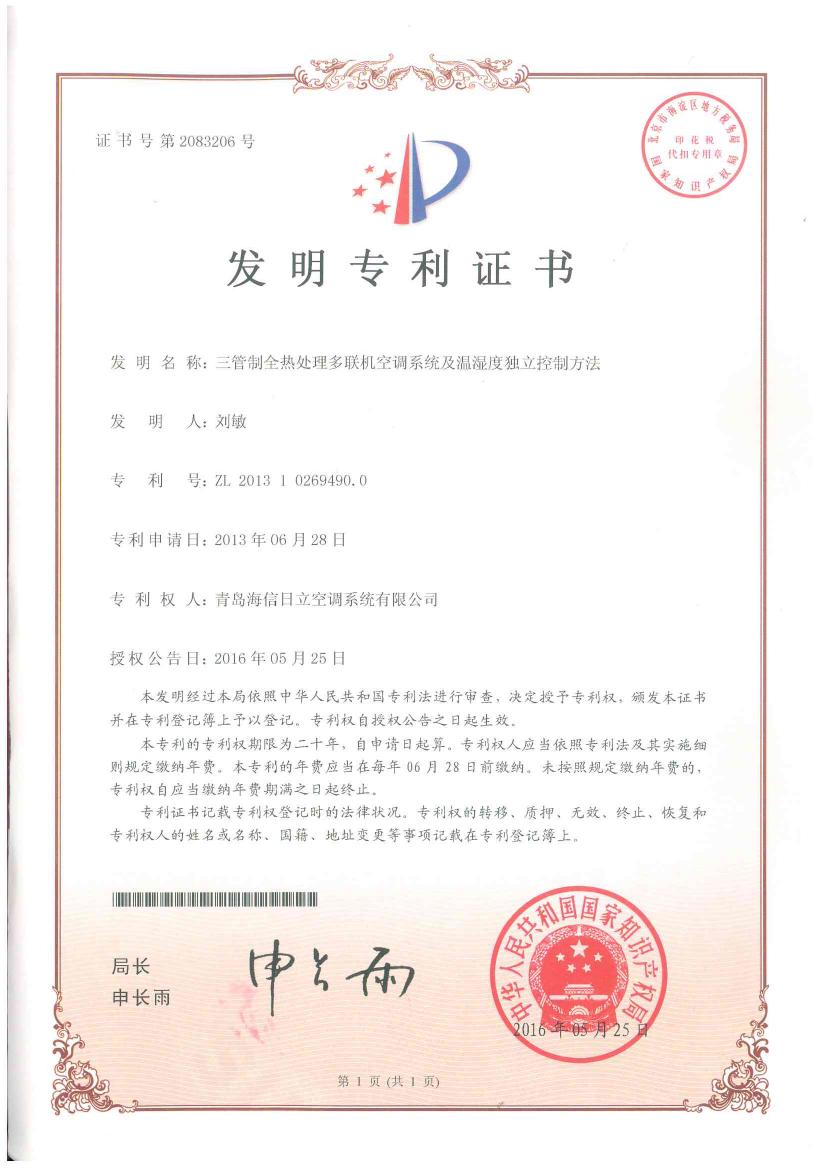 证书号第2083206号
北京市海淀区地方税务局
印花税
代扣专用章
国家知识产权局
发明专利证书
发明名称：三管制全热处理多联机空调系统及温湿度独立控制方法
发明人：刘敏
专利号：ZL 2013 1 0269490.0
专利申请日：2013年06月28日
专利权人：青岛海信日立空调系统有限公司
授权公告日：2016年05月25日
本发明经过本局依照中华人民共和国专利法进行审查，决定授予专利权，颁发本证书
并在专利登记簿上予以登记。专利权自授权公告之日起生效。
本专利的专利权期限为二十年，自申请日起算。专利权人应当依照专利法及其实施细
则规定缴纳年费。本专利的年费应当在每年06月28日前缴纳。未按照规定缴纳年费的，
专利权自应当缴纳年费期满之日起终止。
专利证书记载专利权登记时的法律状况。专利权的转移、质押、无效、终止、恢复和
专利权人的姓名或名称、国籍、地址变更等事项记载在专利登记簿上。
局长
申长雨
申长雨
中华人民共和国国家知识产权局
2016年05月25日
第1页(共1页)